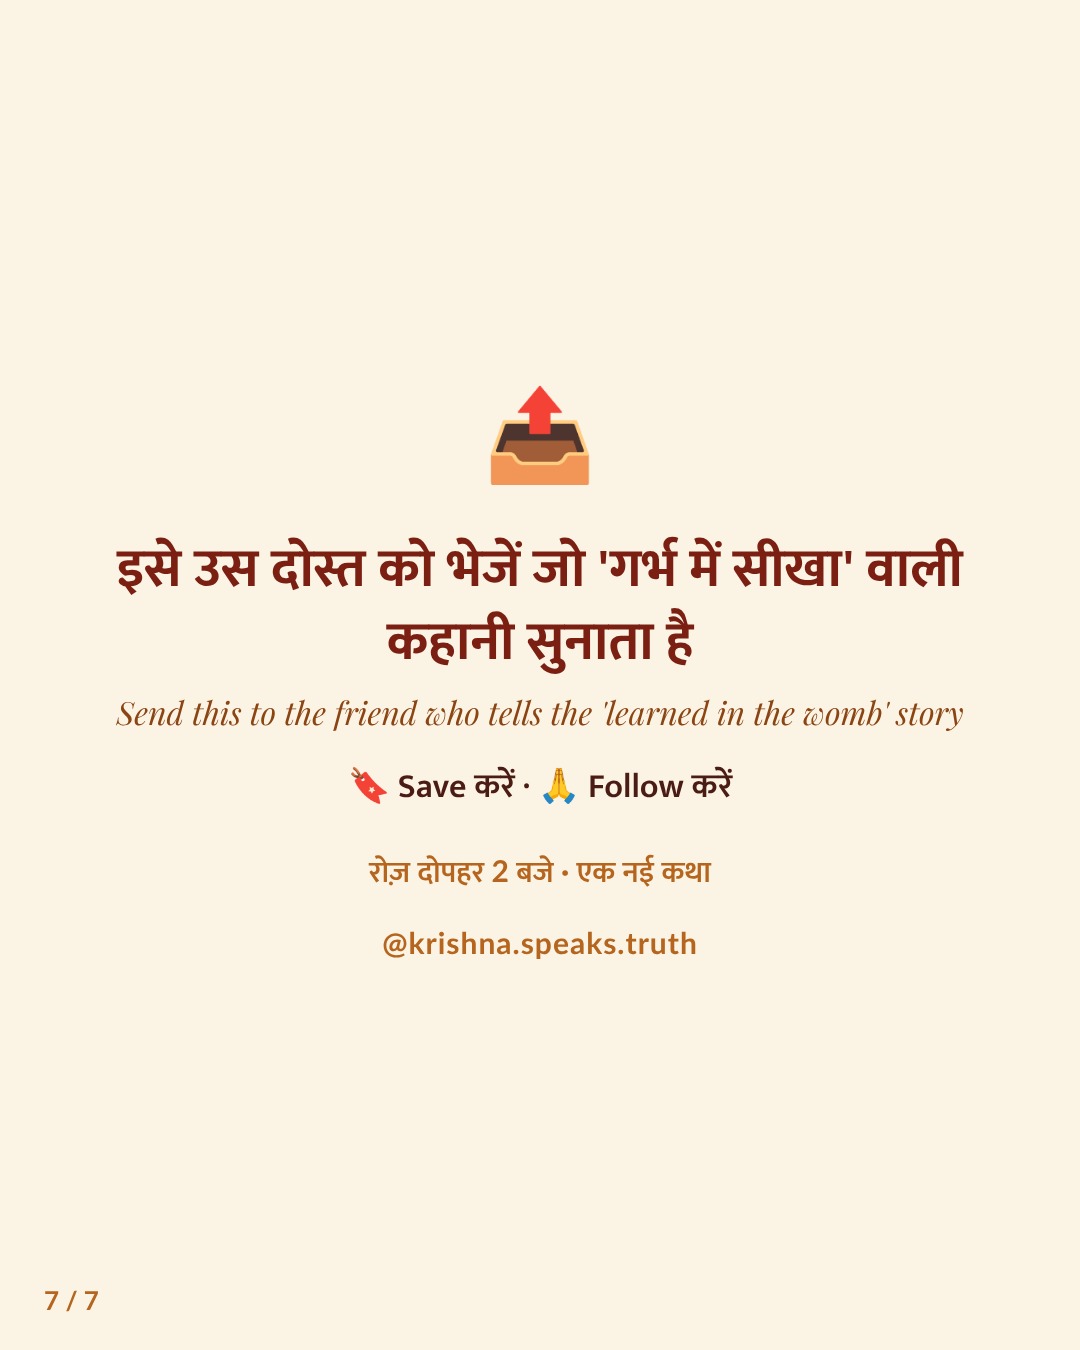 इसे उस दोस्त को भेजें जो 'गर्भ में सीखा' वाली
कहानी सुनाता है
Send this to the friend who tells the 'learned in the womb' story
🔖 Save करें · 🙏 Follow करें
रोज़ दोपहर 2 बजे · एक नई कथा
@krishna.speaks.truth
7 / 7